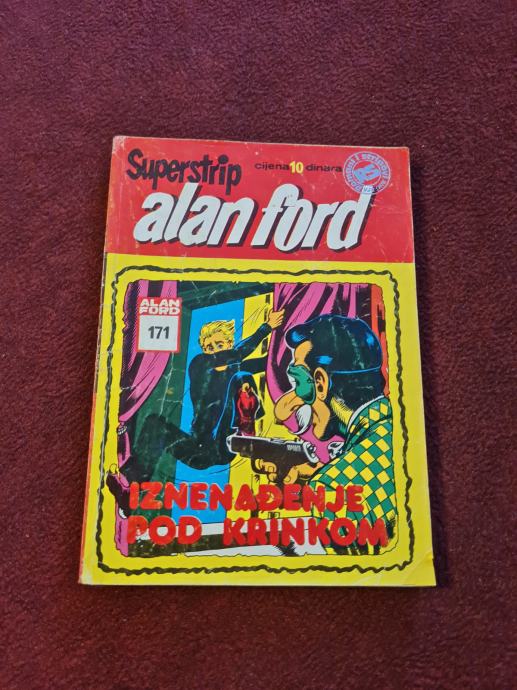 Superstrip
cijena 10 dinara
alan ford
ALAN
FORD
171
IZNENAĐENJE
POD KRINKOM